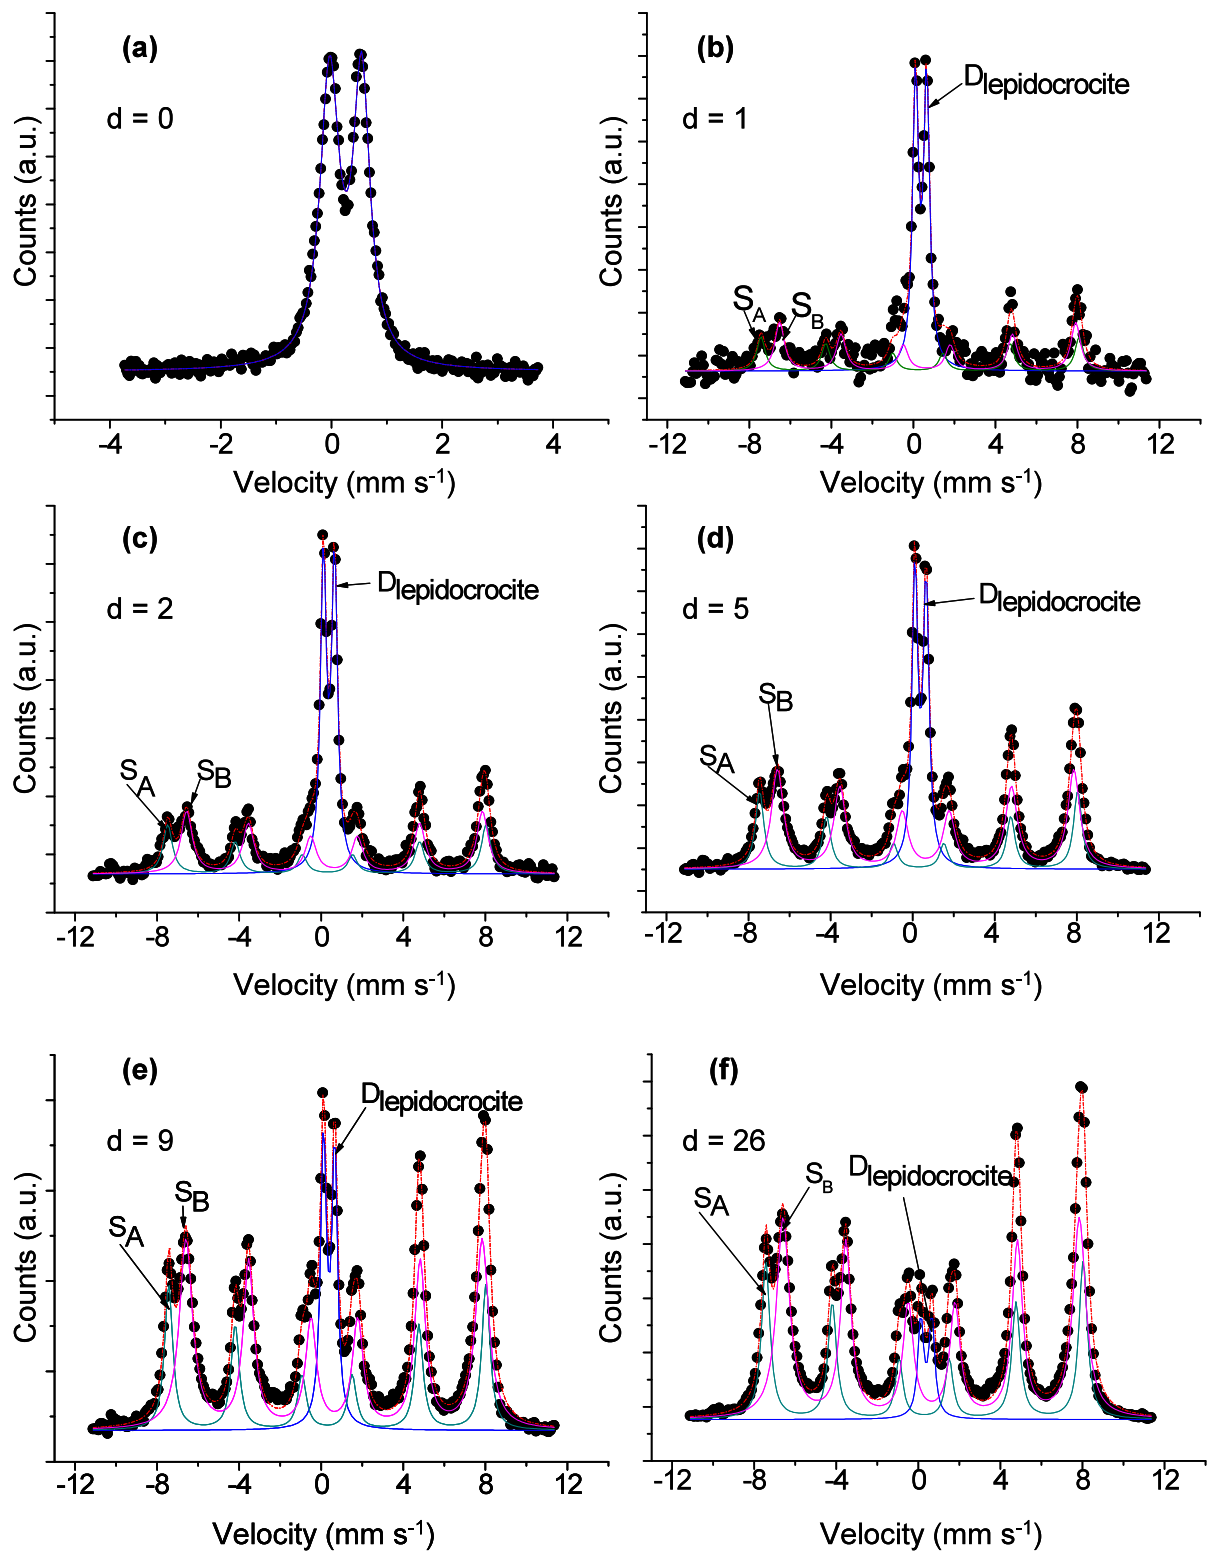 (a)
d = 0
Counts (a.u.)
-4 -2 0 2 4
Velocity (mm s-1)
(b)
d = 1
Dlepidocrocite
SA SB
Counts (a.u.)
-12 -8 -4 0 4 8 12
Velocity (mm s-1)
(c)
d = 2
Dlepidocrocite
SA SB
Counts (a.u.)
-12 -8 -4 0 4 8 12
Velocity (mm s-1)
(d)
d = 5
Dlepidocrocite
SB
SA
Counts (a.u.)
-12 -8 -4 0 4 8 12
Velocity (mm s-1)
(e)
Dlepidocrocite
d = 9
SB
SA
Counts (a.u.)
-12 -8 -4 0 4 8 12
Velocity (mm s-1)
(f)
d = 26
Dlepidocrocite
SB
SA
Counts (a.u.)
-12 -8 -4 0 4 8 12
Velocity (mm s-1)